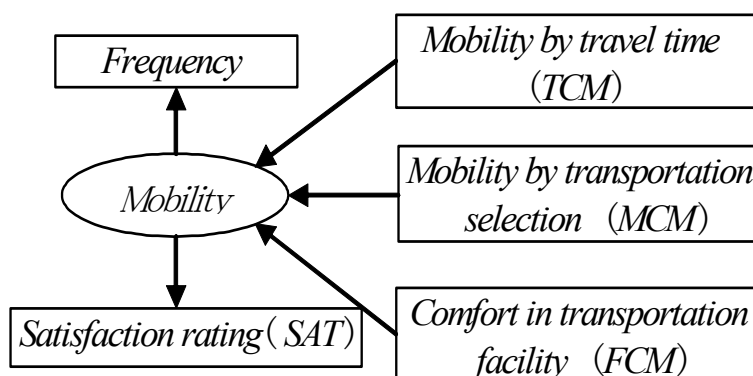 Frequency
Mobility
Satisfaction rating( SAT)
Mobility by travel time
(TCM)
Mobility by transportation
selection (MCM)
Comfort in transportation
facility (FCM)